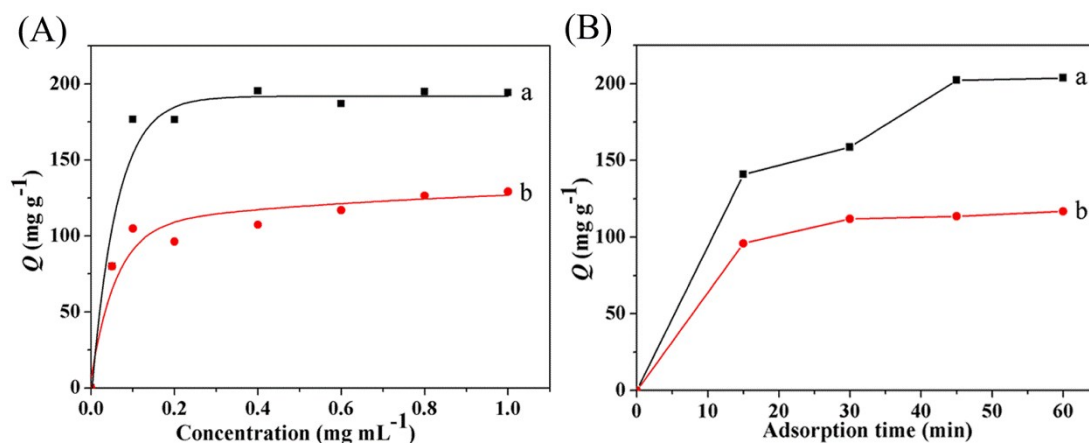 (A)
Q (mg g⁻¹)
200
150
100
50
0
0.0 0.2 0.4 0.6 0.8 1.0
Concentration (mg mL⁻¹)
a
b
(B)
Q (mg g⁻¹)
200
150
100
50
0
0 10 20 30 40 50 60
Adsorption time (min)
a
b